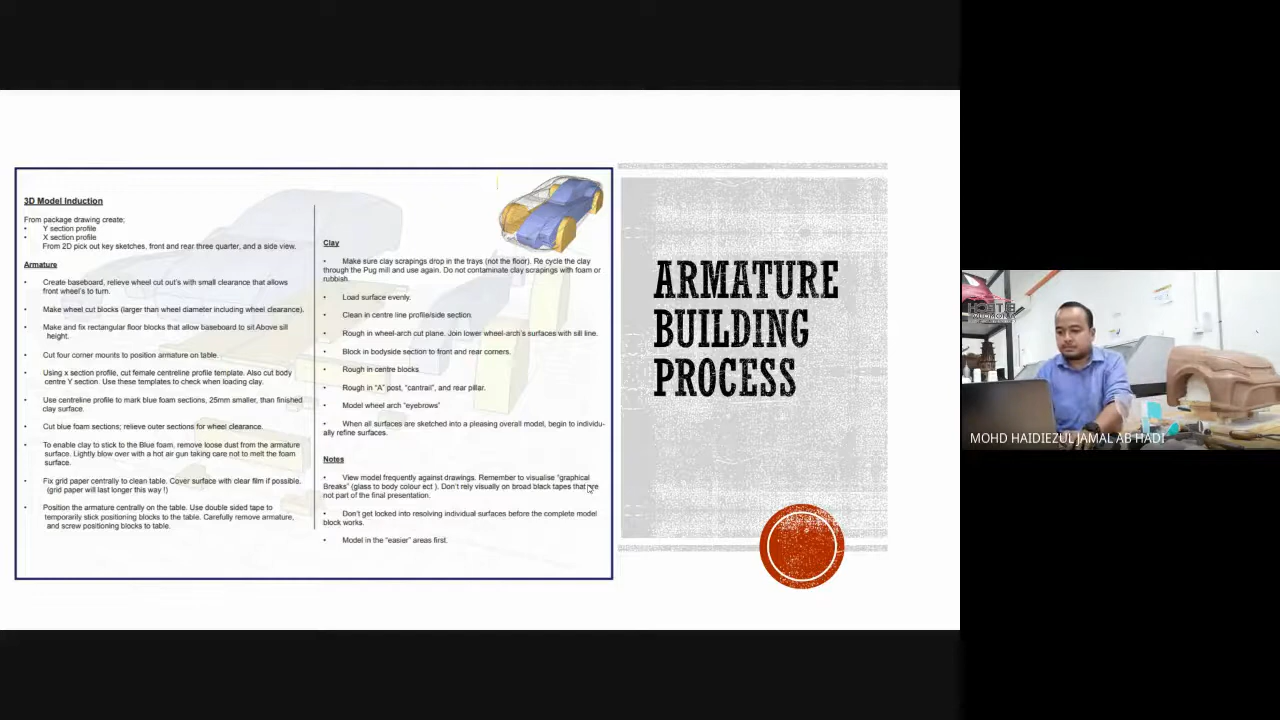 3D Model Induction
From package drawing create;
• Y section profile
• X section profile
From 2D pick out key sketches, front and rear three quarter, and a side view.
Armature
• Create baseboard, relieve wheel cut out's with small clearance that allows
front wheel's to turn.
• Make wheel cut blocks (larger than wheel diameter including wheel clearance).
• Make and fix rectangular floor blocks that allow baseboard to sit Above sill
height.
• Cut four corner mounts to position armature on table.
• Using x section profile, cut female centreline profile template. Also cut body
centre Y section. Use these templates to check when loading clay.
• Use centreline profile to mark blue foam sections, 25mm smaller, than finished
clay surface.
• Cut blue foam sections; relieve outer sections for wheel clearance.
• To enable clay to stick to the Blue foam, remove loose dust from the armature
surface. Lightly blow over with a hot air gun taking care not to melt the foam
surface.
• Fix grid paper centrally to clean table. Cover surface with clear film if possible.
(grid paper will last longer this way !)
• Position the armature centrally on the table. Use double sided tape to
temporarily stick positioning blocks to the table. Carefully remove armature,
and screw positioning blocks to table.
Clay
• Make sure clay scrapings drop in the trays (not the floor). Re cycle the clay
through the Pug mill and use again. Do not contaminate clay scrapings with foam or
rubbish.
• Load surface evenly.
• Clean in centre line profile/side section.
• Rough in wheel-arch cut plane. Join lower wheel-arch's surfaces with sill line.
• Block in bodyside section to front and rear corners.
• Rough in centre blocks
• Rough in "A" post, "cantrail", and rear pillar.
• Model wheel arch "eyebrows"
• When all surfaces are sketched into a pleasing overall model, begin to individu-
ally refine surfaces.
Notes
• View model frequently against drawings. Remember to visualise "graphical
Breaks" (glass to body colour ect ). Don't rely visually on broad black tapes that are
not part of the final presentation.
• Don't get locked into resolving individual surfaces before the complete model
block works.
• Model in the "easier" areas first.
ARMATURE
BUILDING
PROCESS
MOHD HAIDIEZUL JAMAL AB HADI